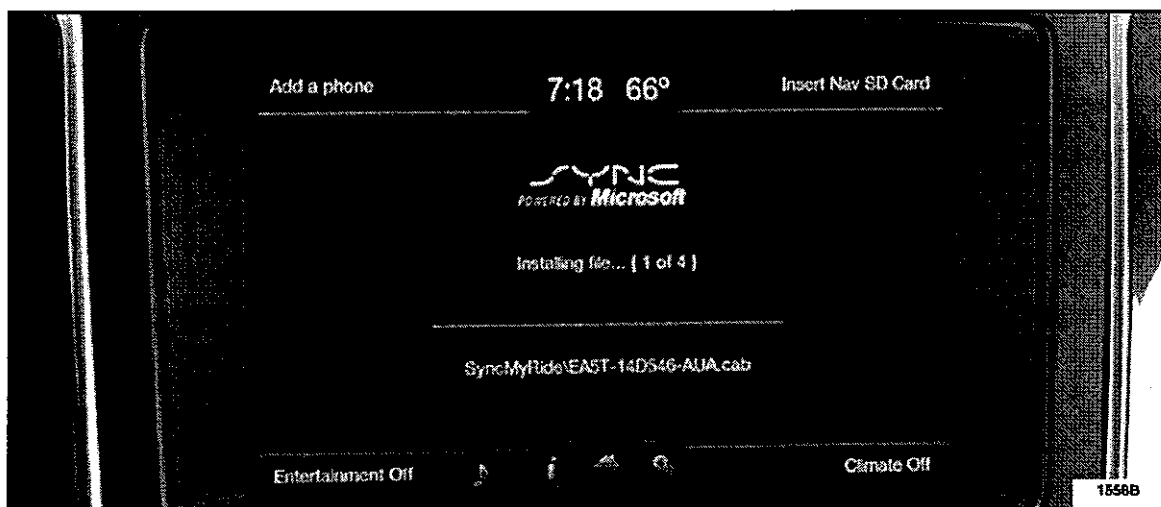 Add a phone 7:18 66° Insert Nav SD Card
SYNC
POWERED BY Microsoft
Installing file... ( 1 of 4 )
SyncMyRide\EA5T-14D546-AUA.cab
Entertainment Off Climate Off
1556B